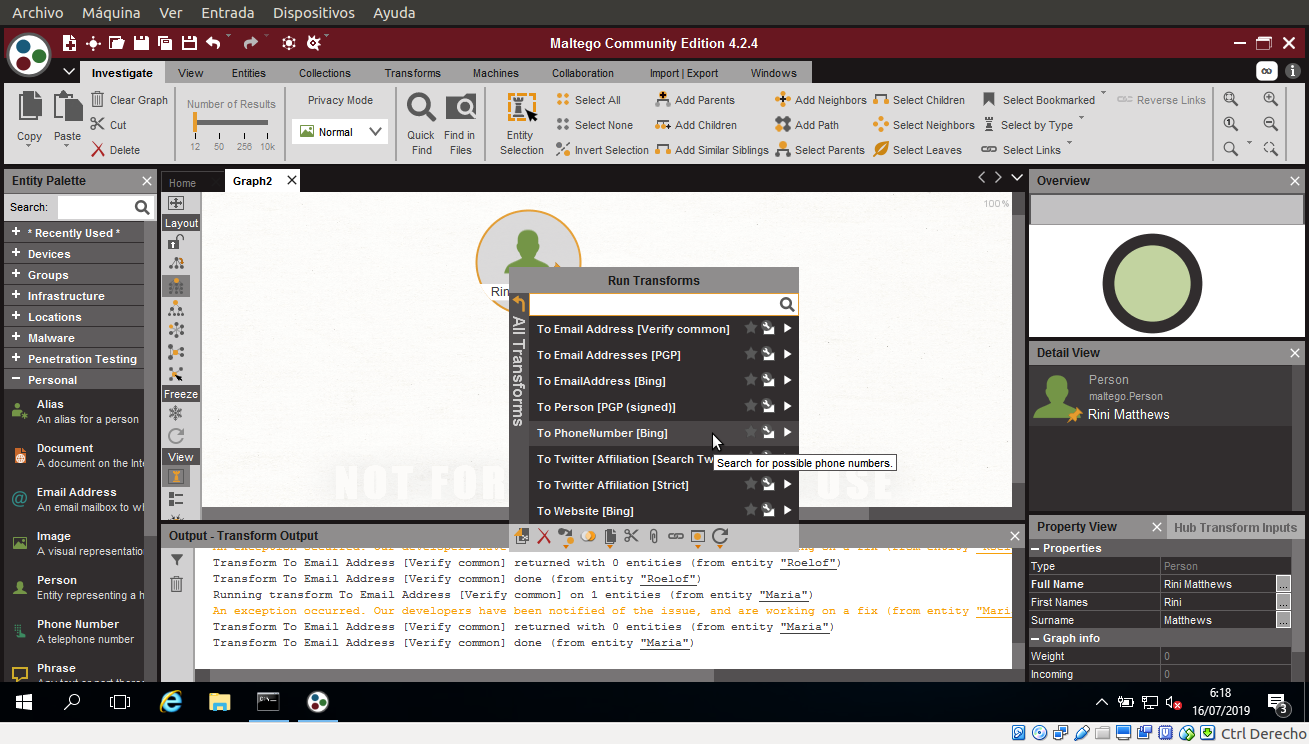 Archivo Máquina Ver Entrada Dispositivos Ayuda
Maltego Community Edition 4.2.4
Investigate View Entities Collections Transforms Machines Collaboration Import | Export Windows
Copy
Paste
Clear Graph
Cut
Delete
Number of Results
12 50 256 10k
Privacy Mode
Normal
Quick Find
Find in Files
Entity Selection
Select All
Select None
Invert Selection
Add Parents
Add Children
Add Similar Siblings
Add Neighbors
Add Path
Select Parents
Select Children
Select Neighbors
Select Leaves
Select Bookmarked
Select by Type
Select Links
Reverse Links
Entity Palette
Search:
* Recently Used *
Devices
Groups
Infrastructure
Locations
Malware
Penetration Testing
Personal
Alias
An alias for a person
Document
A document on the Inte
Email Address
An email mailbox to wh
Image
A visual representatio
Person
Entity representing a h
Phone Number
A telephone number
Phrase
Home Graph2
Layout
Freeze
View
100%
Rin
NOT FOR USE
Run Transforms
All Transforms
To Email Address [Verify common]
To Email Addresses [PGP]
To EmailAddress [Bing]
To Person [PGP (signed)]
To PhoneNumber [Bing]
To Twitter Affiliation [Search Tw
Search for possible phone numbers.
To Twitter Affiliation [Strict]
To Website [Bing]
Output - Transform Output
Transform To Email Address [Verify common] returned with 0 entities (from entity "Roelof")
Transform To Email Address [Verify common] done (from entity "Roelof")
Running transform To Email Address [Verify common] on 1 entities (from entity "Maria")
An exception occurred. Our developers have been notified of the issue, and are working on a fix (from entity "Mari
Transform To Email Address [Verify common] returned with 0 entities (from entity "Maria")
Transform To Email Address [Verify common] done (from entity "Maria")
Overview
Detail View
Person
maltego.Person
Rini Matthews
Property View Hub Transform Inputs
Properties
Type Person
Full Name Rini Matthews
First Names Rini
Surname Matthews
Graph info
Weight 0
Incoming 0
6:18
16/07/2019
3
Ctrl Derecho